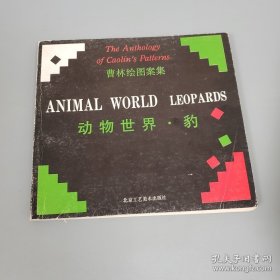 The Anthology
of Caolin's Patterns
曹林绘图案集
ANIMAL WORLD LEOPARDS
动物世界·豹
北京工艺美术出版社